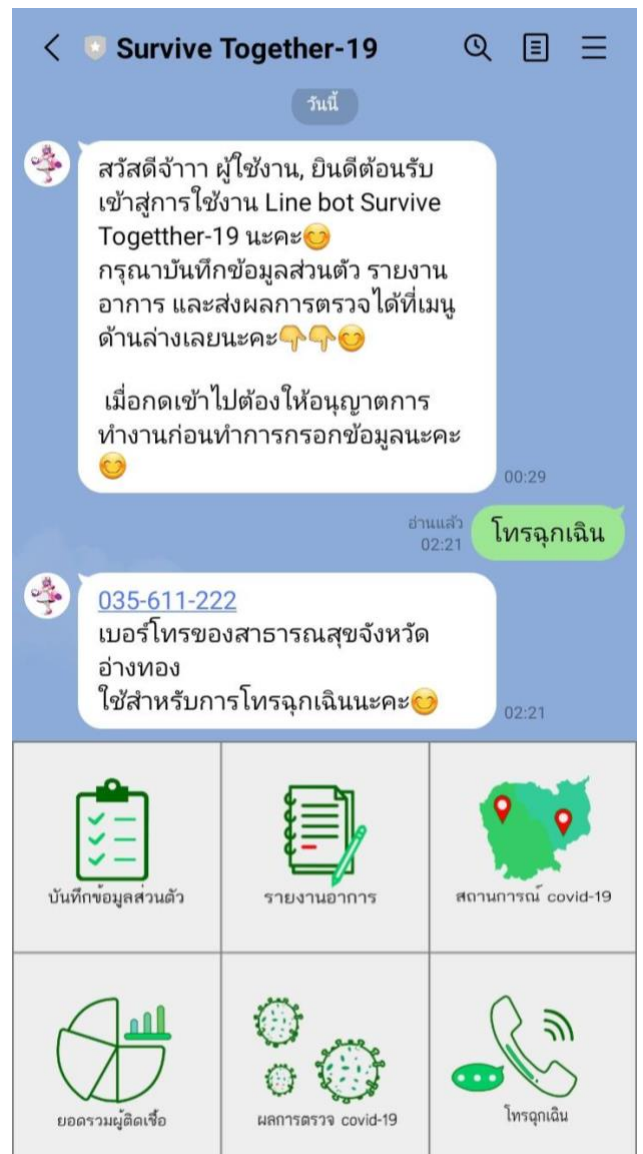 Survive Together-19
วันนี้
สวัสดีจ้าาา ผู้ใช้งาน, ยินดีต้อนรับ
เข้าสู่การใช้งาน Line bot Survive
Togetther-19 นะคะ😊
กรุณาบันทึกข้อมูลส่วนตัว รายงาน
อาการ และส่งผลการตรวจได้ที่เมนู
ด้านล่างเลยนะคะ👇👇😊
เมื่อกดเข้าไปต้องให้อนุญาตการ
ทำงานก่อนทำการกรอกข้อมูลนะคะ
😊
00:29
อ่านแล้ว
02:21
โทรฉุกเฉิน
035-611-222
เบอร์โทรของสาธารณสุขจังหวัด
อ่างทอง
ใช้สำหรับการโทรฉุกเฉินนะคะ😊
02:21
บันทึกข้อมูลส่วนตัว
รายงานอาการ
สถานการณ์ covid-19
ยอดรวมผู้ติดเชื้อ
ผลการตรวจ covid-19
โทรฉุกเฉิน